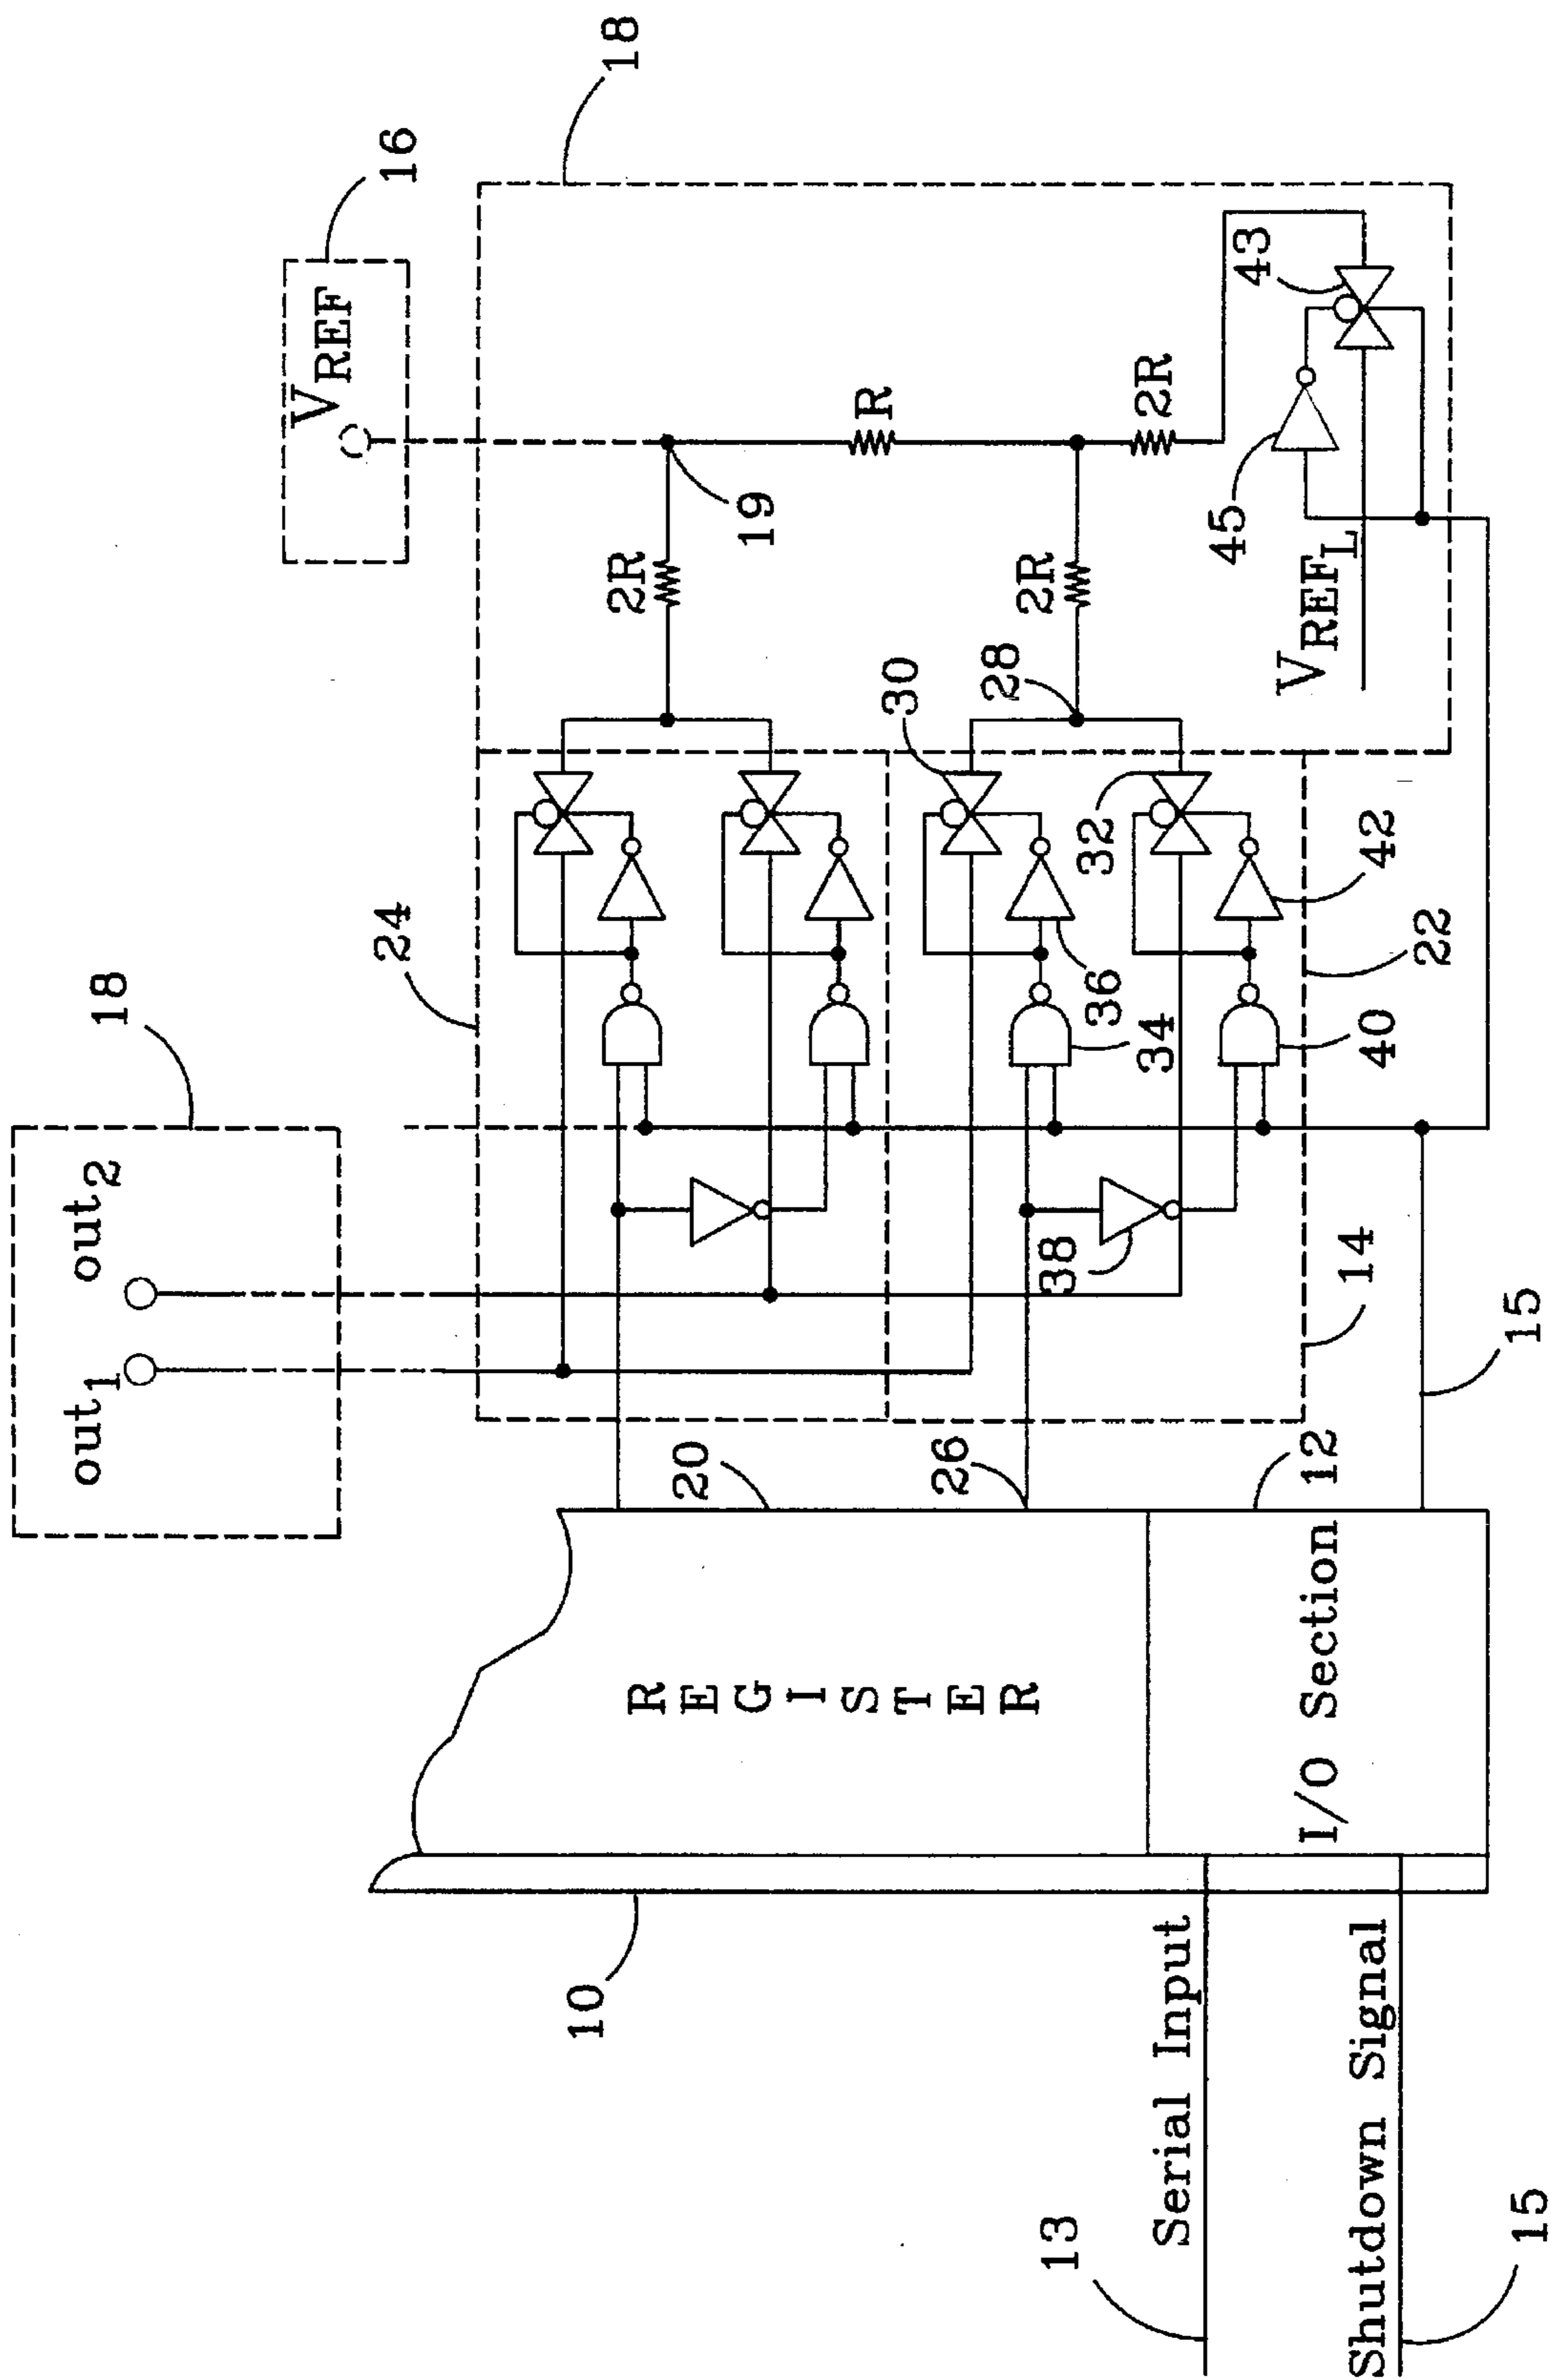 18
out1 out2
16
VREF
24
18
10
2R
REGISTER
20
19
R
30
26
28
2R
13
38
32
36
34
2R
Serial Input
45
43
I/O Section
12
VREFL
14
Shutdown Signal
40
42
22
15
15